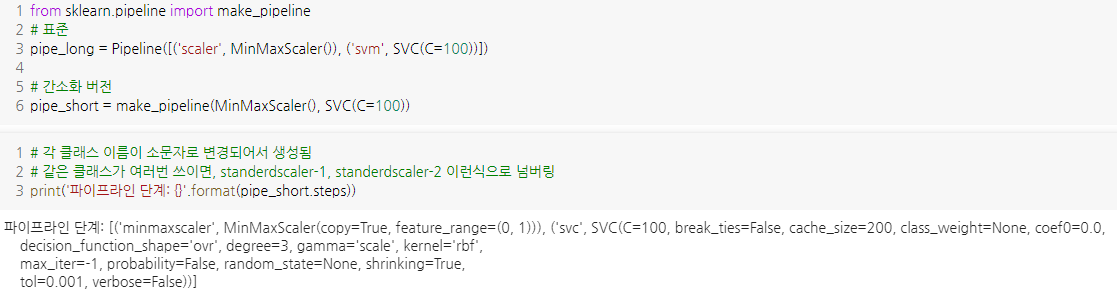 1 from sklearn.pipeline import make_pipeline
2 # 표준
3 pipe_long = Pipeline([('scaler', MinMaxScaler()), ('svm', SVC(C=100))])
4
5 # 간소화 버전
6 pipe_short = make_pipeline(MinMaxScaler(), SVC(C=100))
1 # 각 클래스 이름이 소문자로 변경되어서 생성됨
2 # 같은 클래스가 여러번 쓰이면, standerdscaler-1, standerdscaler-2 이런식으로 넘버링
3 print('파이프라인 단계: {}'.format(pipe_short.steps))
파이프라인 단계: [('minmaxscaler', MinMaxScaler(copy=True, feature_range=(0, 1))), ('svc', SVC(C=100, break_ties=False, cache_size=200, class_weight=None, coef0=0.0,
decision_function_shape='ovr', degree=3, gamma='scale', kernel='rbf',
max_iter=-1, probability=False, random_state=None, shrinking=True,
tol=0.001, verbose=False))]